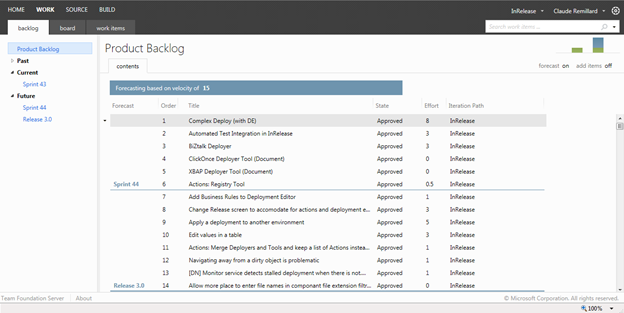 HOME WORK SOURCE BUILD InRelease Claude Remillard
backlog board work items Search work items
Product Backlog
Past
Current
Sprint 43
Future
Sprint 44
Release 3.0
Product Backlog
contents forecast on add items off
Forecasting based on velocity of 15
Forecast Order Title State Effort Iteration Path
1 Complex Deploy (with DE) Approved 8 InRelease
2 Automated Test Integration in InRelease Approved 3 InRelease
3 BiZtalk Deployer Approved 3 InRelease
4 ClickOnce Deployer Tool (Document) Approved 0 InRelease
5 XBAP Deployer Tool (Document) Approved 0 InRelease
Sprint 44 6 Actions: Registry Tool Approved 0.5 InRelease
7 Add Business Rules to Deployment Editor Approved 1 InRelease
8 Change Release screen to accomodate for actions and deployment e... Approved 3 InRelease
9 Apply a deployment to another environment Approved 5 InRelease
10 Edit values in a table Approved 3 InRelease
11 Actions: Merge Deployers and Tools and keep a List of Actions instea... Approved 1 InRelease
12 Navigating away from a dirty object is problematic Approved 1 InRelease
13 [DN] Monitor service detects stalled deployment when there is not.... Approved 1 InRelease
Release 3.0 14 Allow more place to enter file names in componant file extension filtr... Approved 0 InRelease
Team Foundation Server About © Microsoft Corporation. All rights reserved.
100%